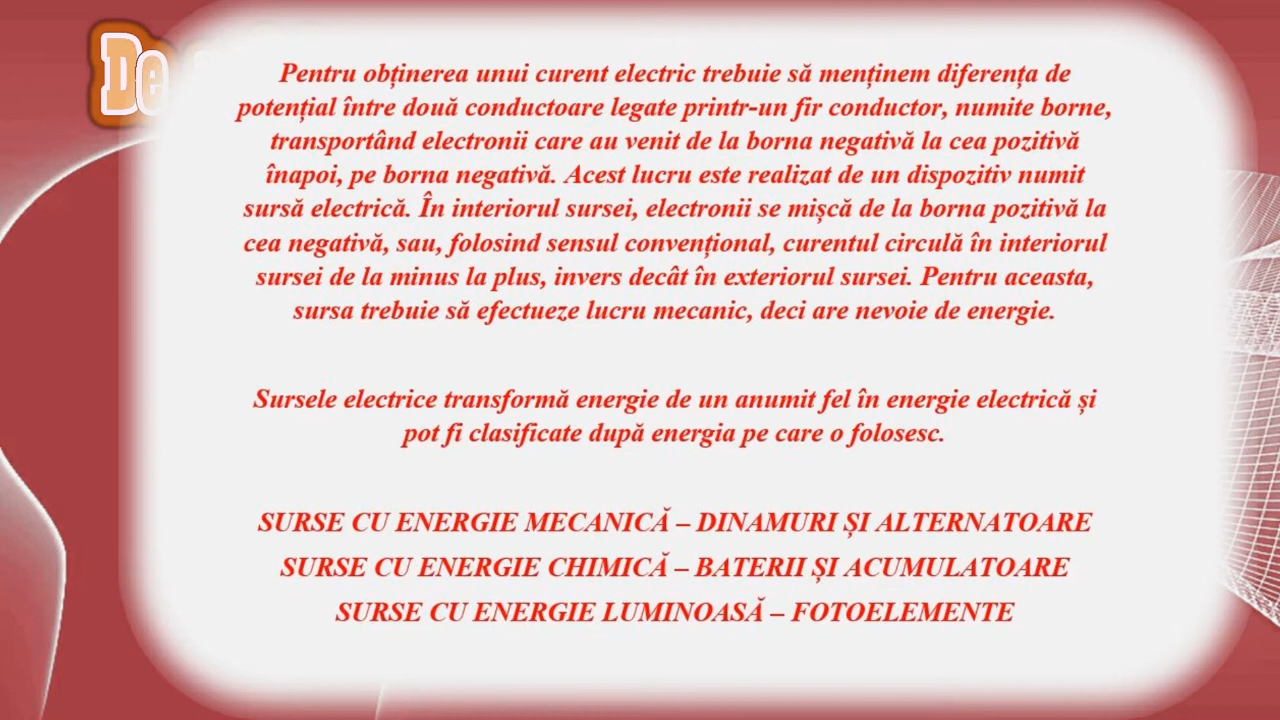 De
Pentru obținerea unui curent electric trebuie să menținem diferența de
potențial între două conductoare legate printr-un fir conductor, numite borne,
transportând electronii care au venit de la borna negativă la cea pozitivă
înapoi, pe borna negativă. Acest lucru este realizat de un dispozitiv numit
sursă electrică. În interiorul sursei, electronii se mișcă de la borna pozitivă la
cea negativă, sau, folosind sensul convențional, curentul circulă în interiorul
sursei de la minus la plus, invers decât în exteriorul sursei. Pentru aceasta,
sursa trebuie să efectueze lucru mecanic, deci are nevoie de energie.
Sursele electrice transformă energie de un anumit fel în energie electrică și
pot fi clasificate după energia pe care o folosesc.
SURSE CU ENERGIE MECANICĂ – DINAMURI ȘI ALTERNATOARE
SURSE CU ENERGIE CHIMICĂ – BATERII ȘI ACUMULATOARE
SURSE CU ENERGIE LUMINOASĂ – FOTOELEMENTE